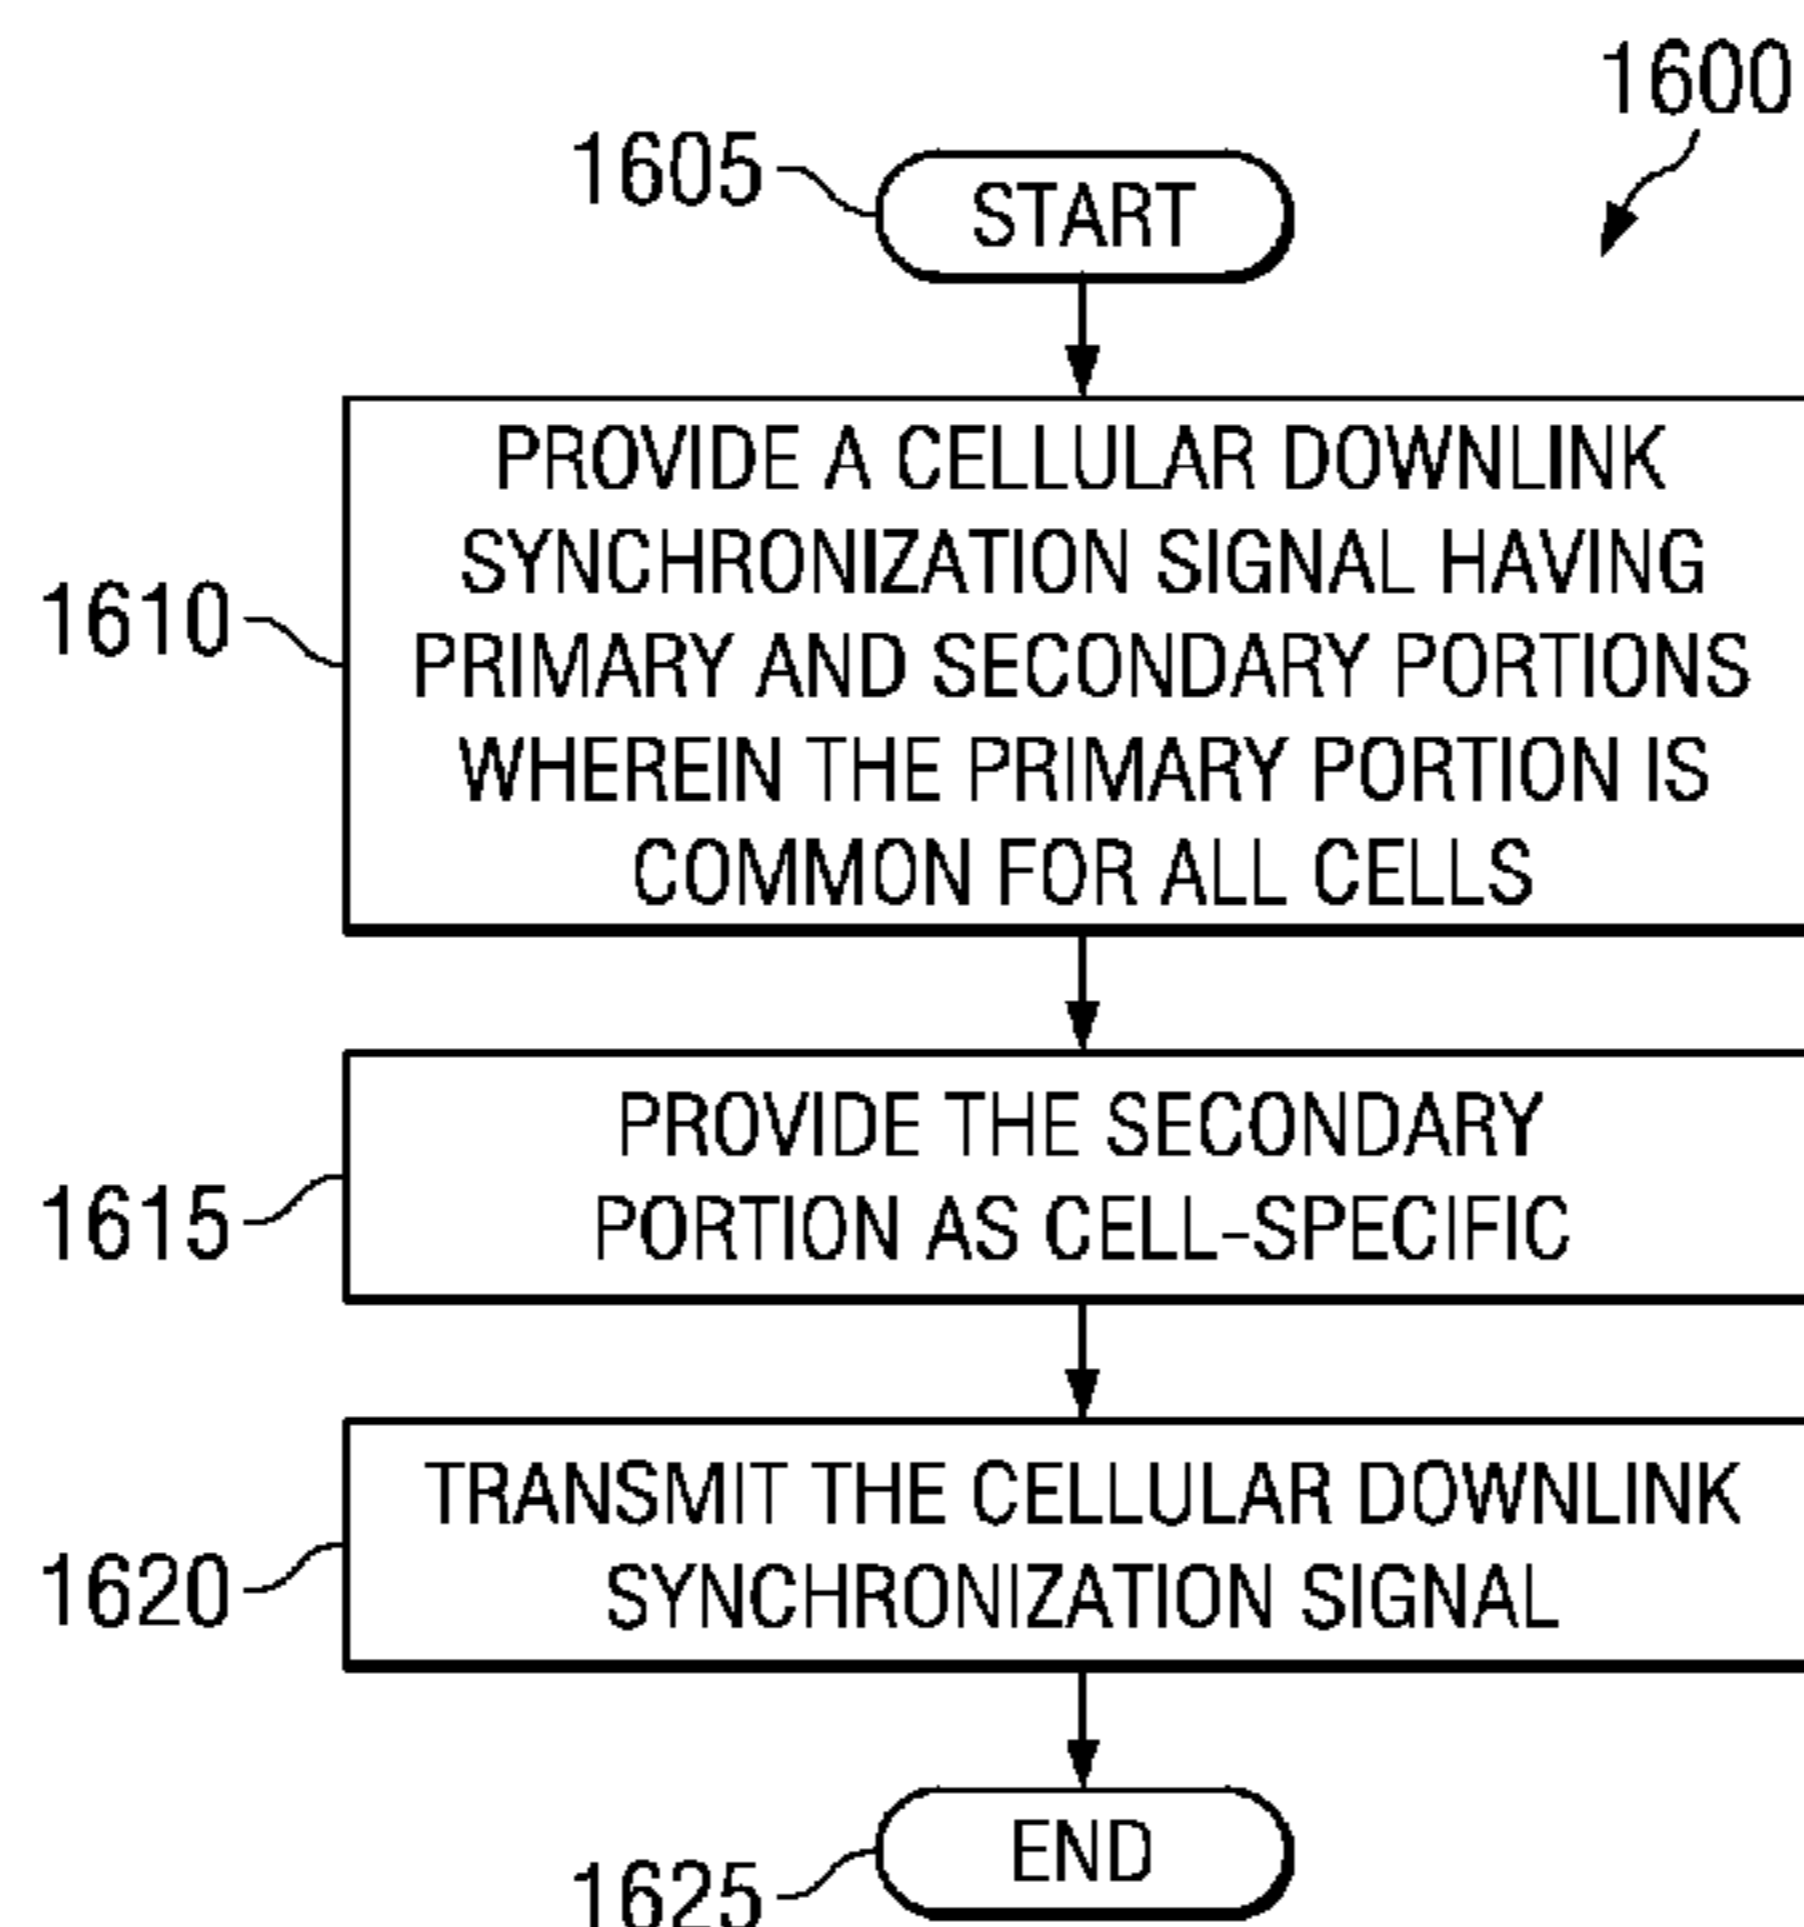 1600
1605
START
1610
PROVIDE A CELLULAR DOWNLINK
SYNCHRONIZATION SIGNAL HAVING
PRIMARY AND SECONDARY PORTIONS
WHEREIN THE PRIMARY PORTION IS
COMMON FOR ALL CELLS
1615
PROVIDE THE SECONDARY
PORTION AS CELL-SPECIFIC
1620
TRANSMIT THE CELLULAR DOWNLINK
SYNCHRONIZATION SIGNAL
END
1625